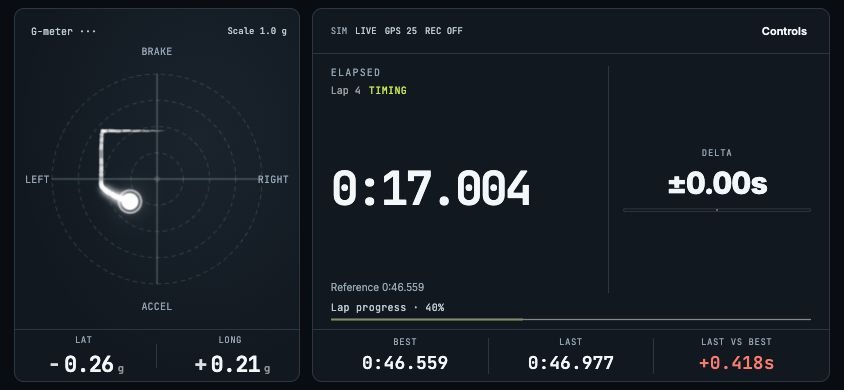 G-meter ···
Scale 1.0 g
BRAKE
LEFT
RIGHT
ACCEL
LAT
LONG
-0.26 g
+0.21 g
SIM LIVE GPS 25 REC OFF
Controls
ELAPSED
Lap 4 TIMING
0:17.004
DELTA
±0.00s
Reference 0:46.559
Lap progress · 40%
BEST
LAST
LAST VS BEST
0:46.559
0:46.977
+0.418s